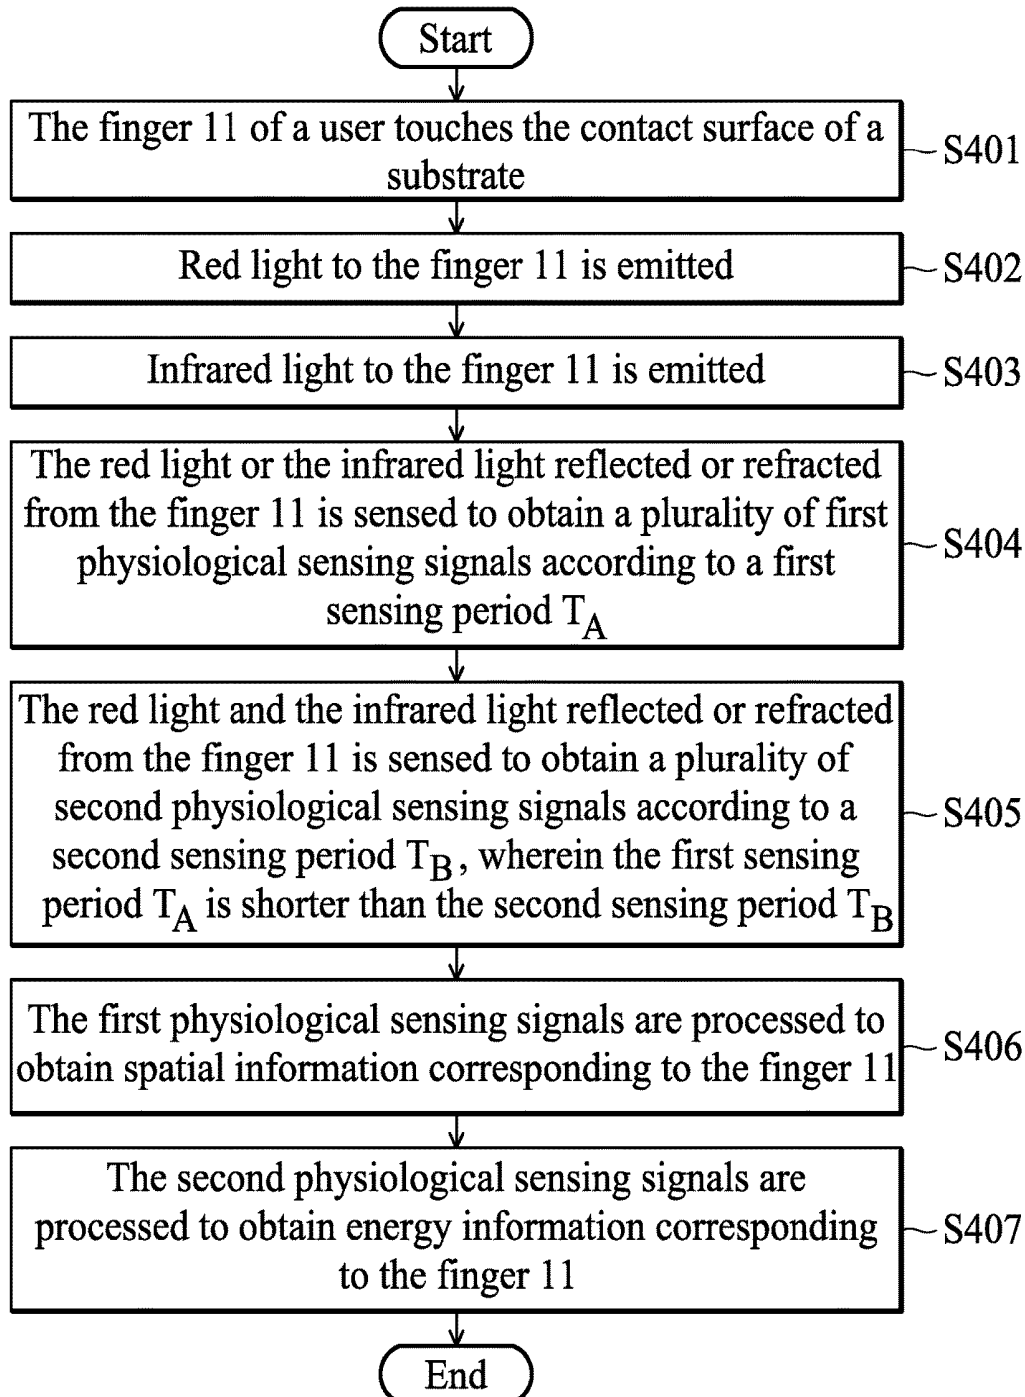 Start
The finger 11 of a user touches the contact surface of a
substrate
S401
Red light to the finger 11 is emitted
S402
Infrared light to the finger 11 is emitted
S403
The red light or the infrared light reflected or refracted
from the finger 11 is sensed to obtain a plurality of first
physiological sensing signals according to a first
sensing period TA
S404
The red light and the infrared light reflected or refracted
from the finger 11 is sensed to obtain a plurality of
second physiological sensing signals according to a
second sensing period TB, wherein the first sensing
period TA is shorter than the second sensing period TB
S405
The first physiological sensing signals are processed to
obtain spatial information corresponding to the finger 11
S406
The second physiological sensing signals are
processed to obtain energy information corresponding
to the finger 11
S407
End